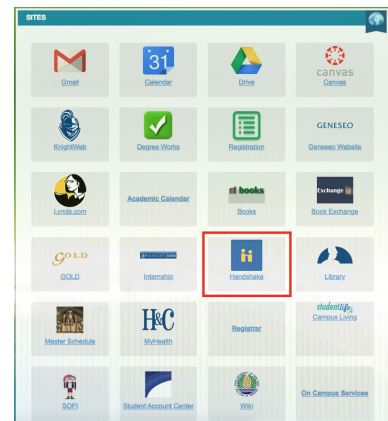 SITES
31
canvas
Gmail
Calendar
Drive
Canvas
GENESEO
KnightWeb
Degree Works
Registration
Geneseo Website
books
Exchange
Lynda.com
Academic Calendar
Books
Book Exchange
GOLD
GOLD
Internship
Handshake
Library
H&C
studentlife
Campus Living
Master Schedule
MyHealth
Registrar
SOFI
Student Account Center
Wiki
On Campus Services